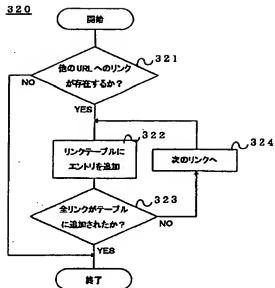 320
開始
321
他のURLへのリンク
が存在するか?
NO
YES
322
リンクテーブルに
エントリを追加
324
次のリンクへ
323
全リンクがテーブル
に追加されたか?
NO
YES
終了